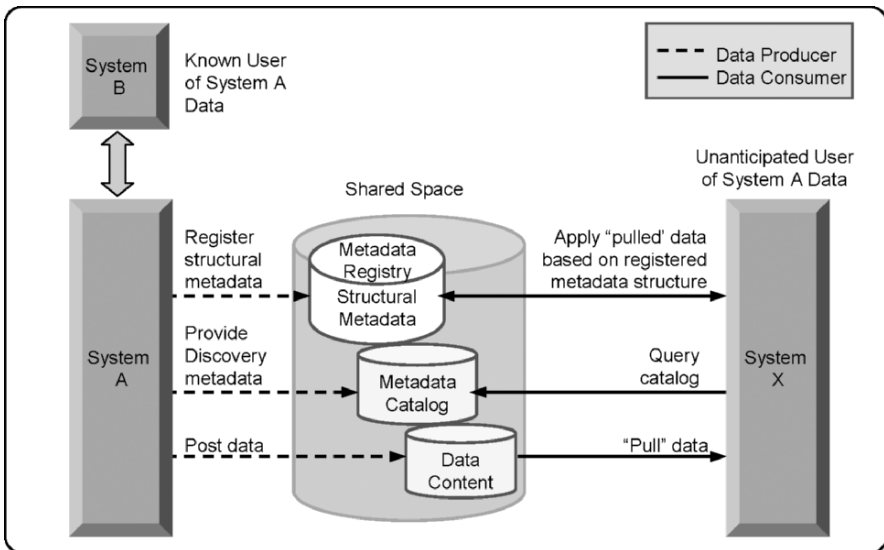 System
B
Known User
of System A
Data
Data Producer
Data Consumer
Unanticipated User
of System A Data
Shared Space
Register
structural
metadata
Metadata
Registry
Structural
Metadata
Apply “pulled’ data
based on registered
metadata structure
System
A
Provide
Discovery
metadata
Metadata
Catalog
Query
catalog
System
X
Post data
Data
Content
“Pull” data